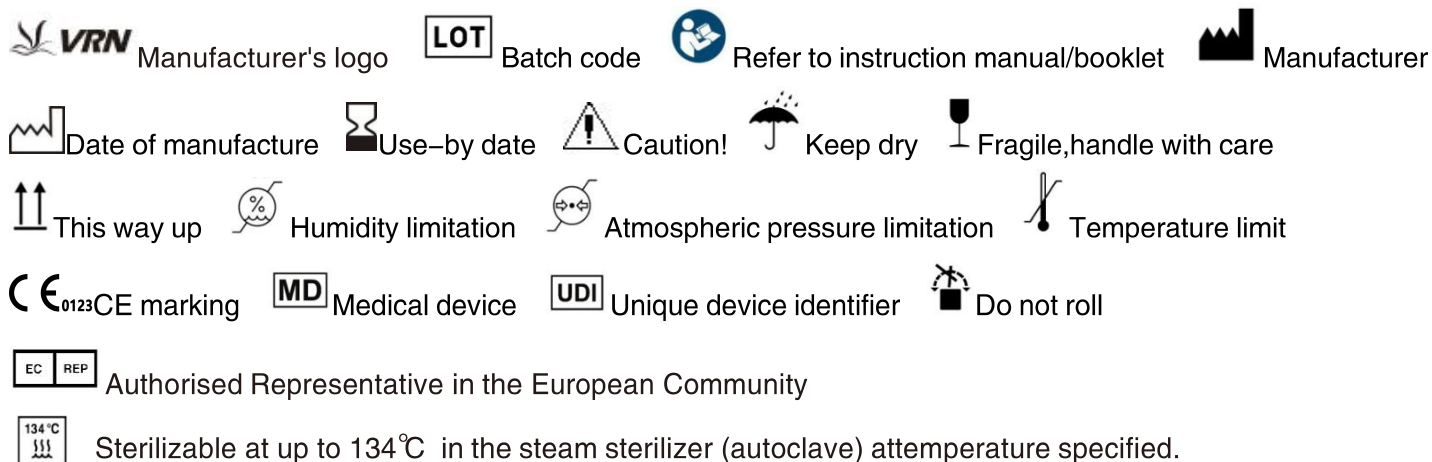 VRN Manufacturer's logo LOT Batch code Refer to instruction manual/booklet Manufacturer
Date of manufacture Use-by date ! Caution! Keep dry Fragile,handle with care
This way up % Humidity limitation Atmospheric pressure limitation Temperature limit
CE 0123 CE marking MD Medical device UDI Unique device identifier Do not roll
EC REP Authorised Representative in the European Community
134°C Sterilizable at up to 134℃ in the steam sterilizer (autoclave) attemperature specified.